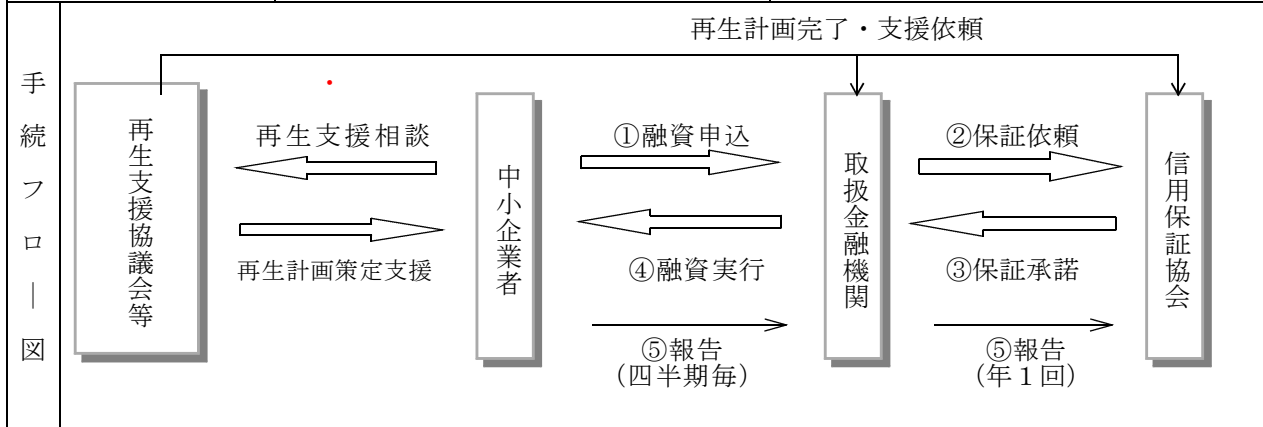 手続フロー図
再生計画完了・支援依頼
再生支援協議会等
再生支援相談
再生計画策定支援
中小企業者
①融資申込
④融資実行
⑤報告
(四半期毎)
取扱金融機関
②保証依頼
③保証承諾
⑤報告
(年１回)
信用保証協会